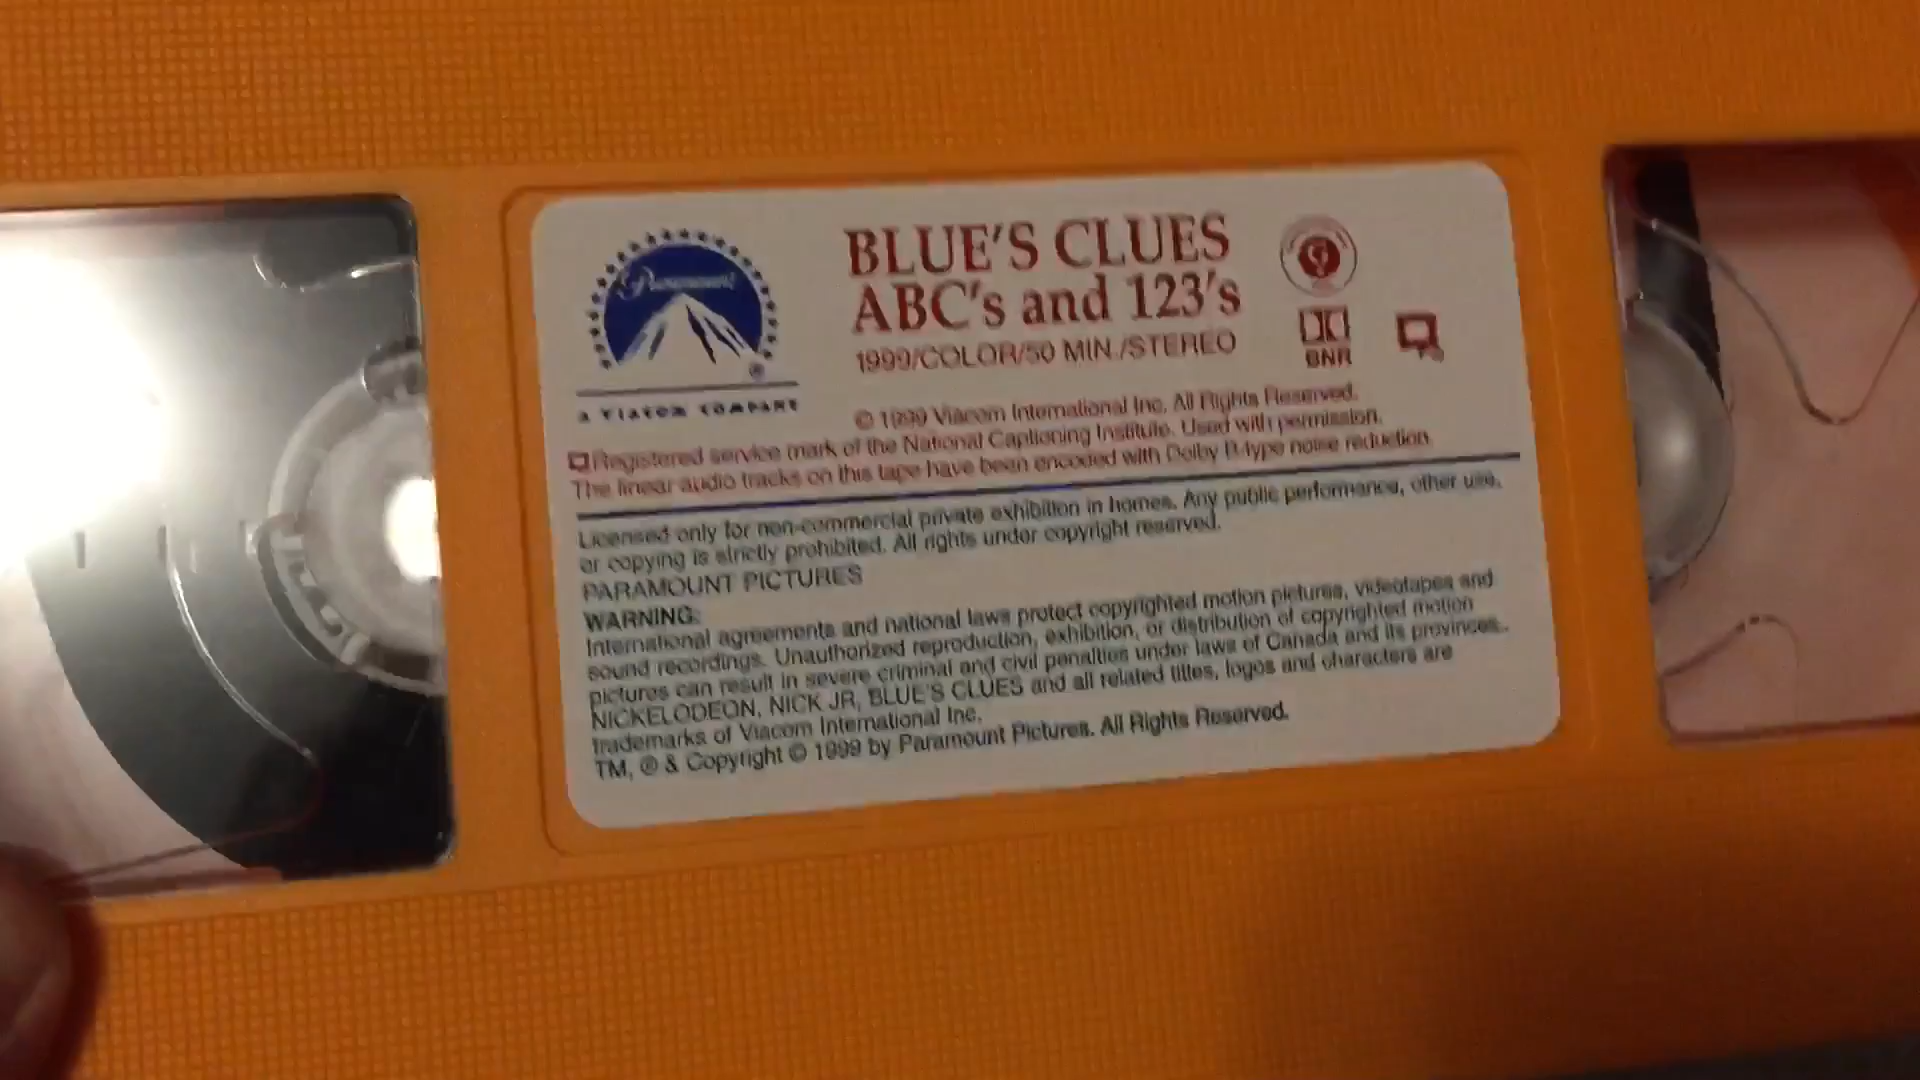 Paramount
®
A VIACOM COMPANY
BLUE'S CLUES
ABC's and 123's
1999/COLOR/50 MIN./STEREO
G
BNR
© 1999 Viacom International Inc. All Rights Reserved.
Registered service mark of the National Captioning Institute. Used with permission.
The linear audio tracks on this tape have been encoded with Dolby B-type noise reduction.
Licensed only for non-commercial private exhibition in homes. Any public performance, other use,
or copying is strictly prohibited. All rights under copyright reserved.
PARAMOUNT PICTURES
WARNING:
International agreements and national laws protect copyrighted motion pictures, videotapes and
sound recordings. Unauthorized reproduction, exhibition, or distribution of copyrighted motion
pictures can result in severe criminal and civil penalties under laws of Canada and its provinces.
NICKELODEON, NICK JR, BLUE'S CLUES and all related titles, logos and characters are
trademarks of Viacom International Inc.
TM, ® & Copyright © 1999 by Paramount Pictures. All Rights Reserved.